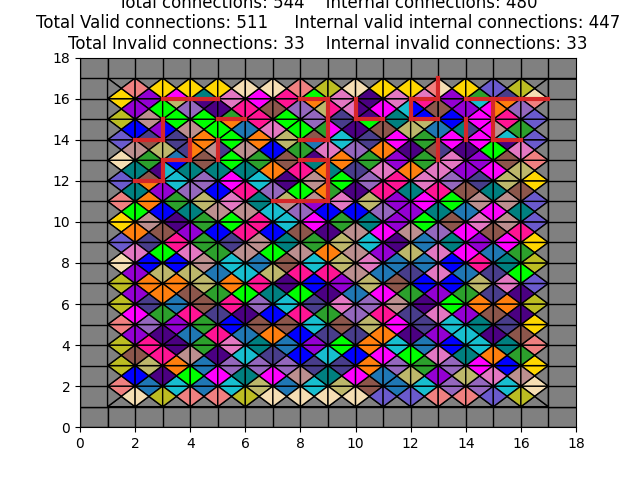 Total connections: 544    Internal connections: 480
Total Valid connections: 511    Internal valid internal connections: 447
Total Invalid connections: 33    Internal invalid connections: 33
18
16
14
12
10
8
6
4
2
0
0 2 4 6 8 10 12 14 16 18